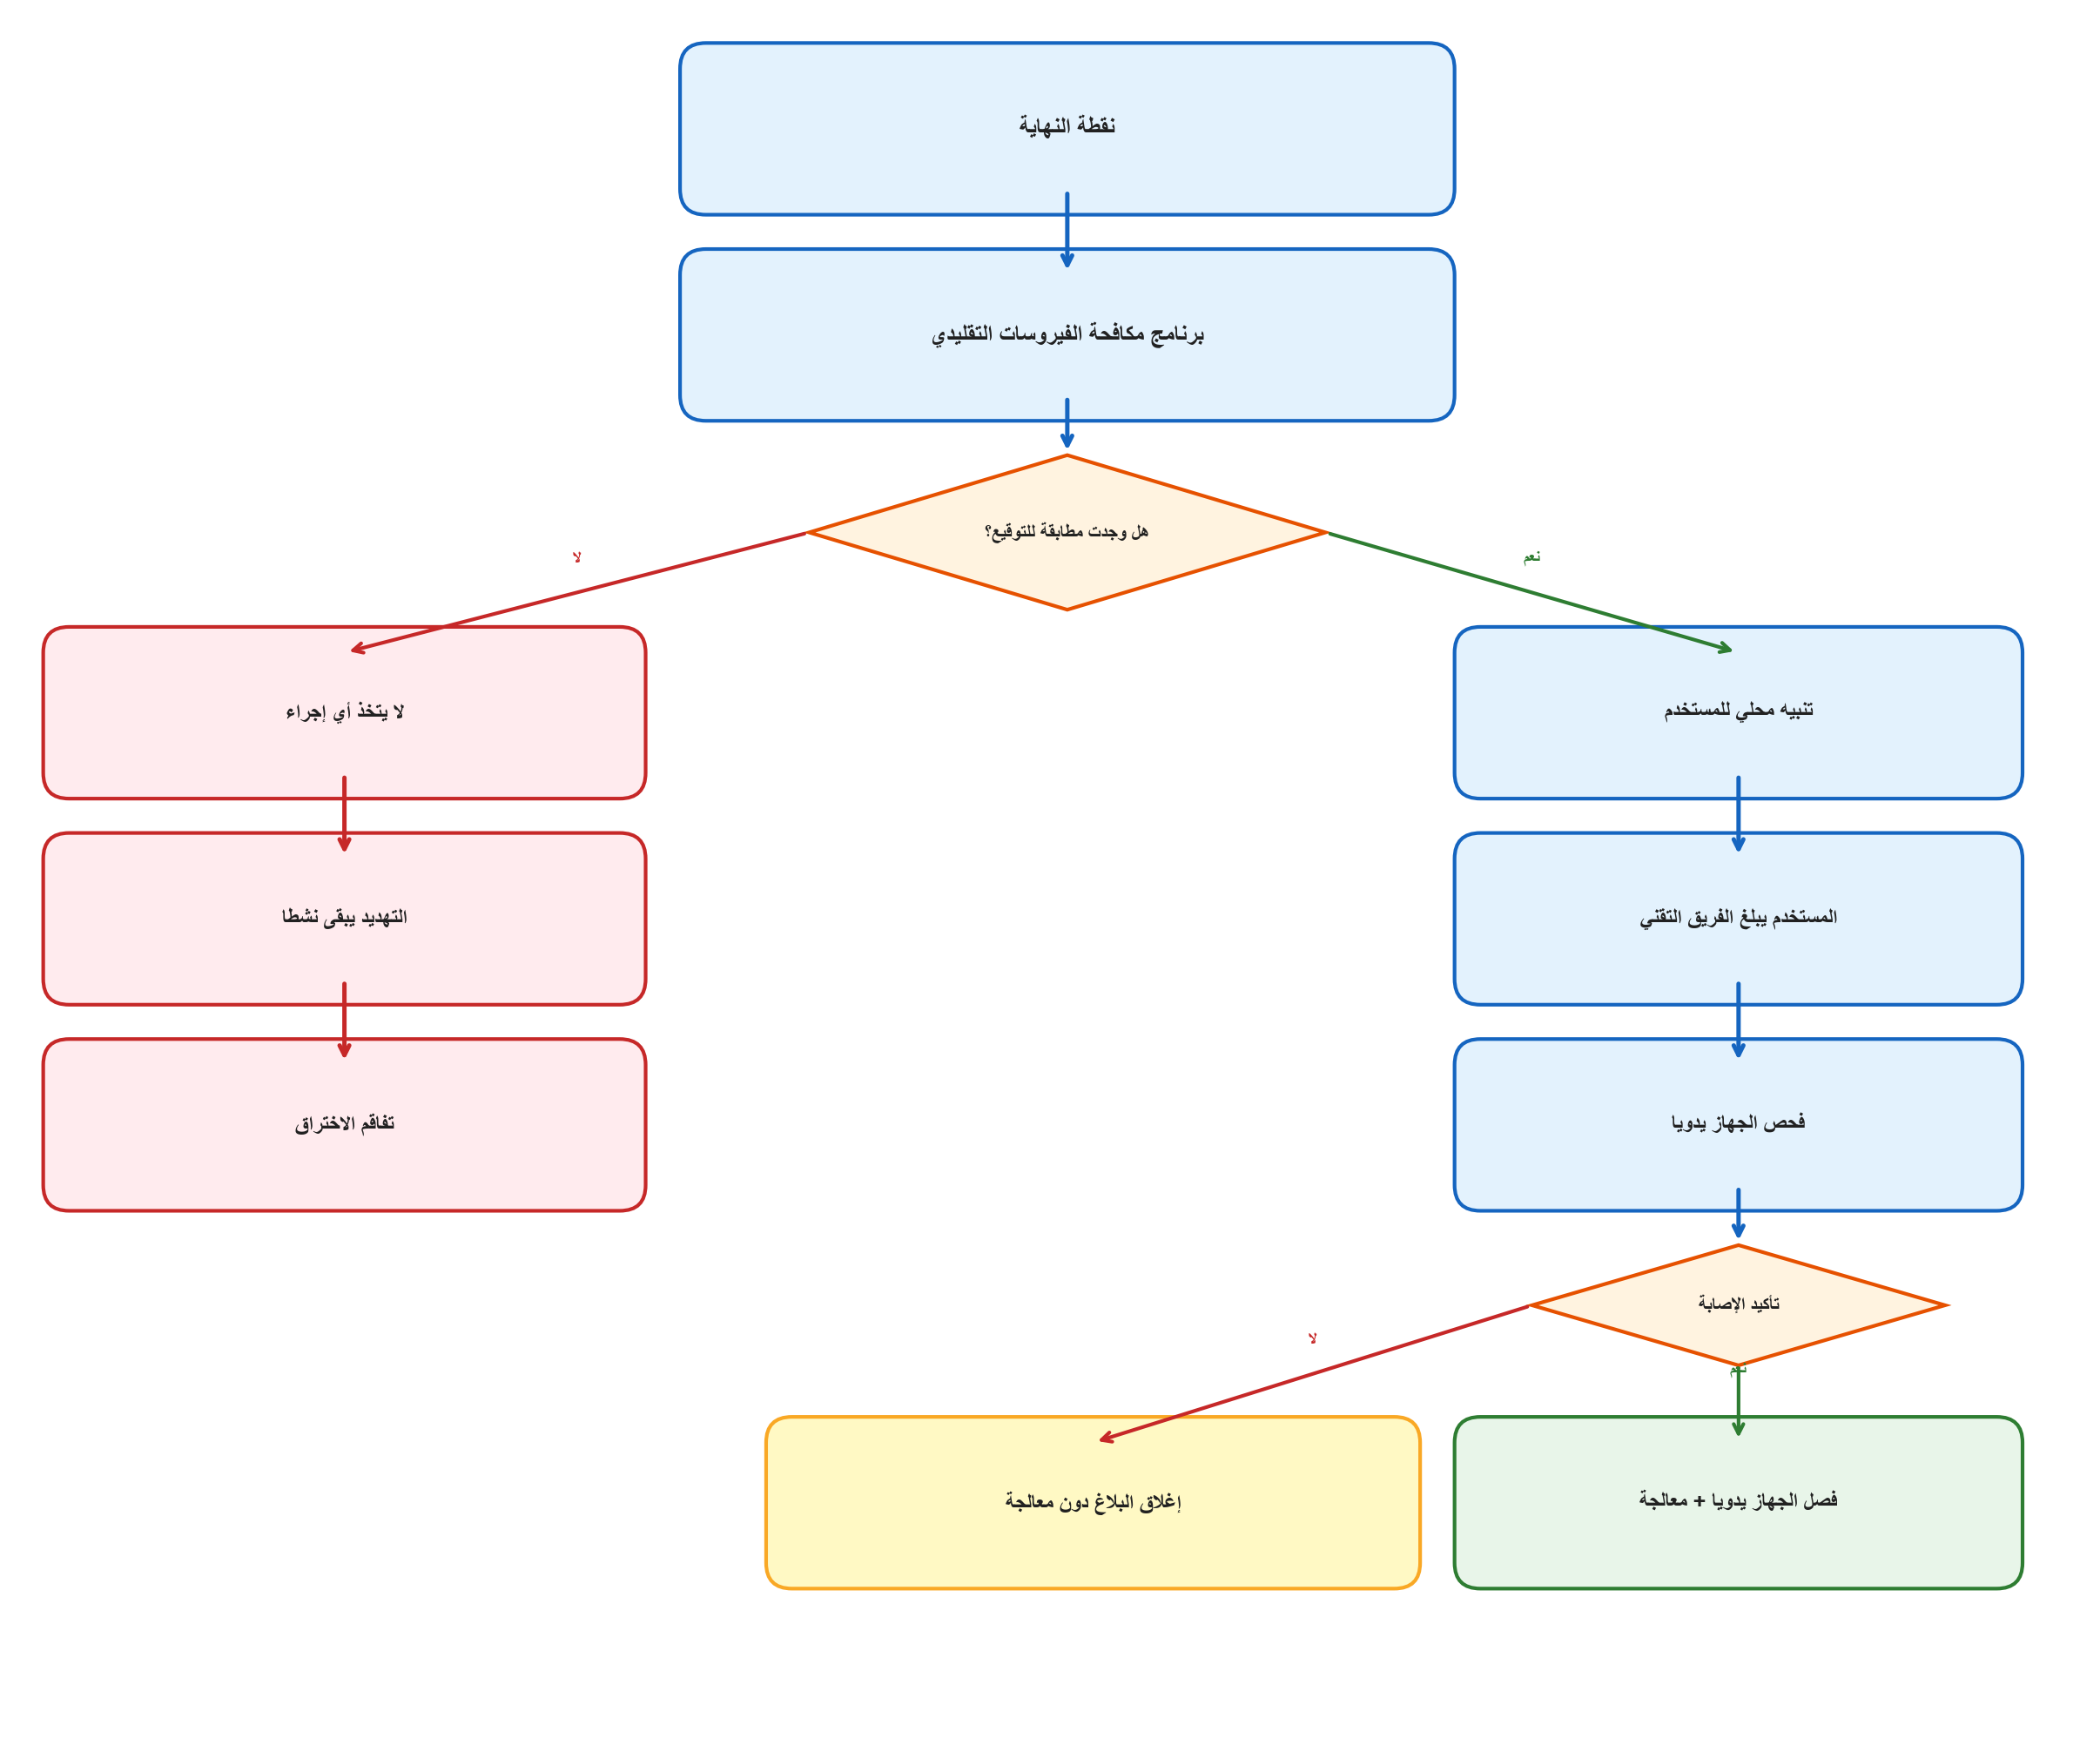 نقطة النهاية
برنامج مكافحة الفيروسات التقليدي
هل وجدت مطابقة للتوقيع؟
نعم
لا
تنبيه محلي للمستخدم
لا يتخذ أي إجراء
المستخدم يبلغ الفريق التقني
التهديد يبقى نشطا
فحص الجهاز يدويا
تفاقم الاختراق
تأكيد الإصابة
لا
نعم
فصل الجهاز يدويا + معالجة
إغلاق البلاغ دون معالجة